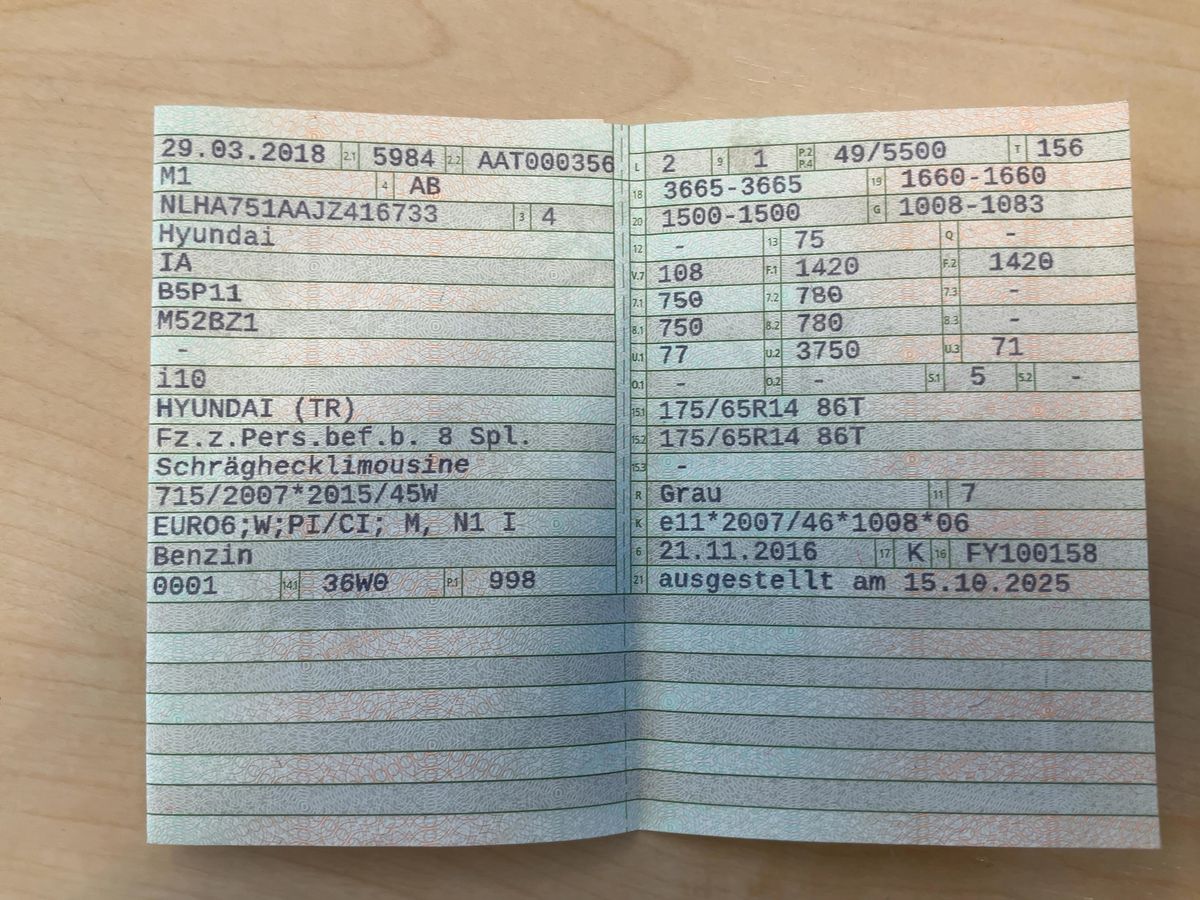 29.03.2018 2.1 5984 2.2 AAT000356
M1 4 AB
NLHA751AAJZ416733 3 4
Hyundai
IA
B5P11
M52BZ1
-
i10
HYUNDAI (TR)
Fz.z.Pers.bef.b. 8 Spl.
Schrägheckl­imousine
715/2007*2015/45W
EURO6;W;PI/CI; M, N1 I
Benzin
0001 14.1 36W0 P.1 998
L 2 9 1 P.2 P.4 49/5500 T 156
18 3665-3665 19 1660-1660
20 1500-1500 G 1008-1083
12 - 13 75 Q -
V.7 108 F.1 1420 F.2 1420
7.1 750 7.2 780 7.3 -
8.1 750 8.2 780 8.3 -
U.1 77 U.2 3750 U.3 71
O.1 - O.2 - S.1 5 S.2 -
15.1 175/65R14 86T
15.2 175/65R14 86T
15.3 -
R Grau 11 7
K e11*2007/46*1008*06
6 21.11.2016 17 K 16 FY100158
21 ausgestellt am 15.10.2025